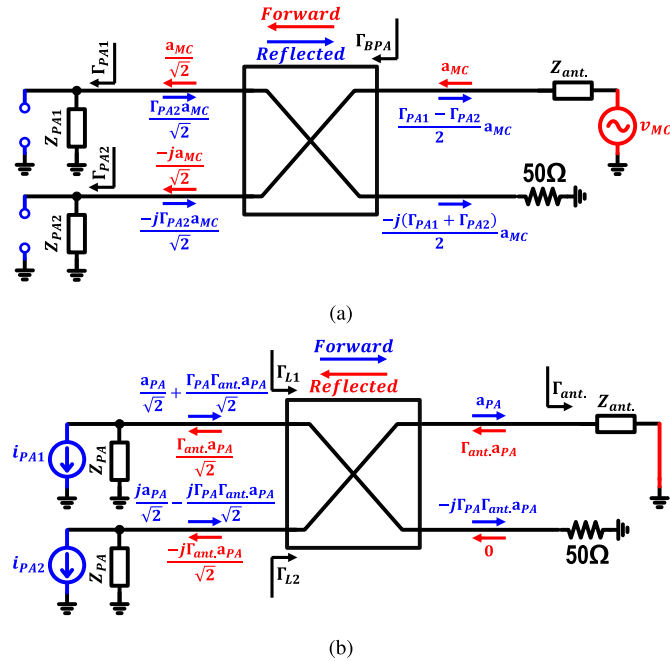 Forward
Reflected
Γ_BPA
Γ_PA1
a_MC/√2
Γ_PA2 a_MC/√2
a_MC
(Γ_PA1 − Γ_PA2)/2 a_MC
Z_ant.
v_MC
Z_PA1
Γ_PA2
−ja_MC/√2
−jΓ_PA2 a_MC/√2
50Ω
−j(Γ_PA1 + Γ_PA2)/2 a_MC
Z_PA2
(a)
Forward
Reflected
Γ_L1
a_PA/√2 + Γ_PA Γ_ant. a_PA/√2
Γ_ant. a_PA/√2
a_PA
Γ_ant. a_PA
Γ_ant.
Z_ant.
i_PA1
Z_PA
ja_PA/√2 − jΓ_PA Γ_ant. a_PA/√2
−jΓ_ant. a_PA/√2
−jΓ_PA Γ_ant. a_PA
0
50Ω
i_PA2
Z_PA
Γ_L2
(b)